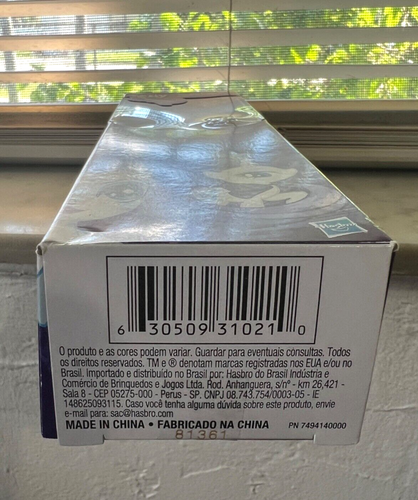 Hasbro
6 30509 31021 0
O produto e as cores podem variar. Guardar para eventuais consultas. Todos
os direitos reservados. TM e ® denotam marcas registradas nos EUA e/ou no
Brasil. Importado e distribuído no Brasil por: Hasbro do Brasil Indústria e
Comércio de Brinquedos e Jogos Ltda. Rod. Anhanguera, s/nº - km 26,421 -
Sala 8 - CEP 05275-000 - Perus - SP. CNPJ 08.743.754/0003-05 - IE
148625093115. Caso você tenha alguma dúvida sobre este produto, envie
e-mail para: sac@hasbro.com
MADE IN CHINA • FABRICADO NA CHINA PN 7494140000
81361